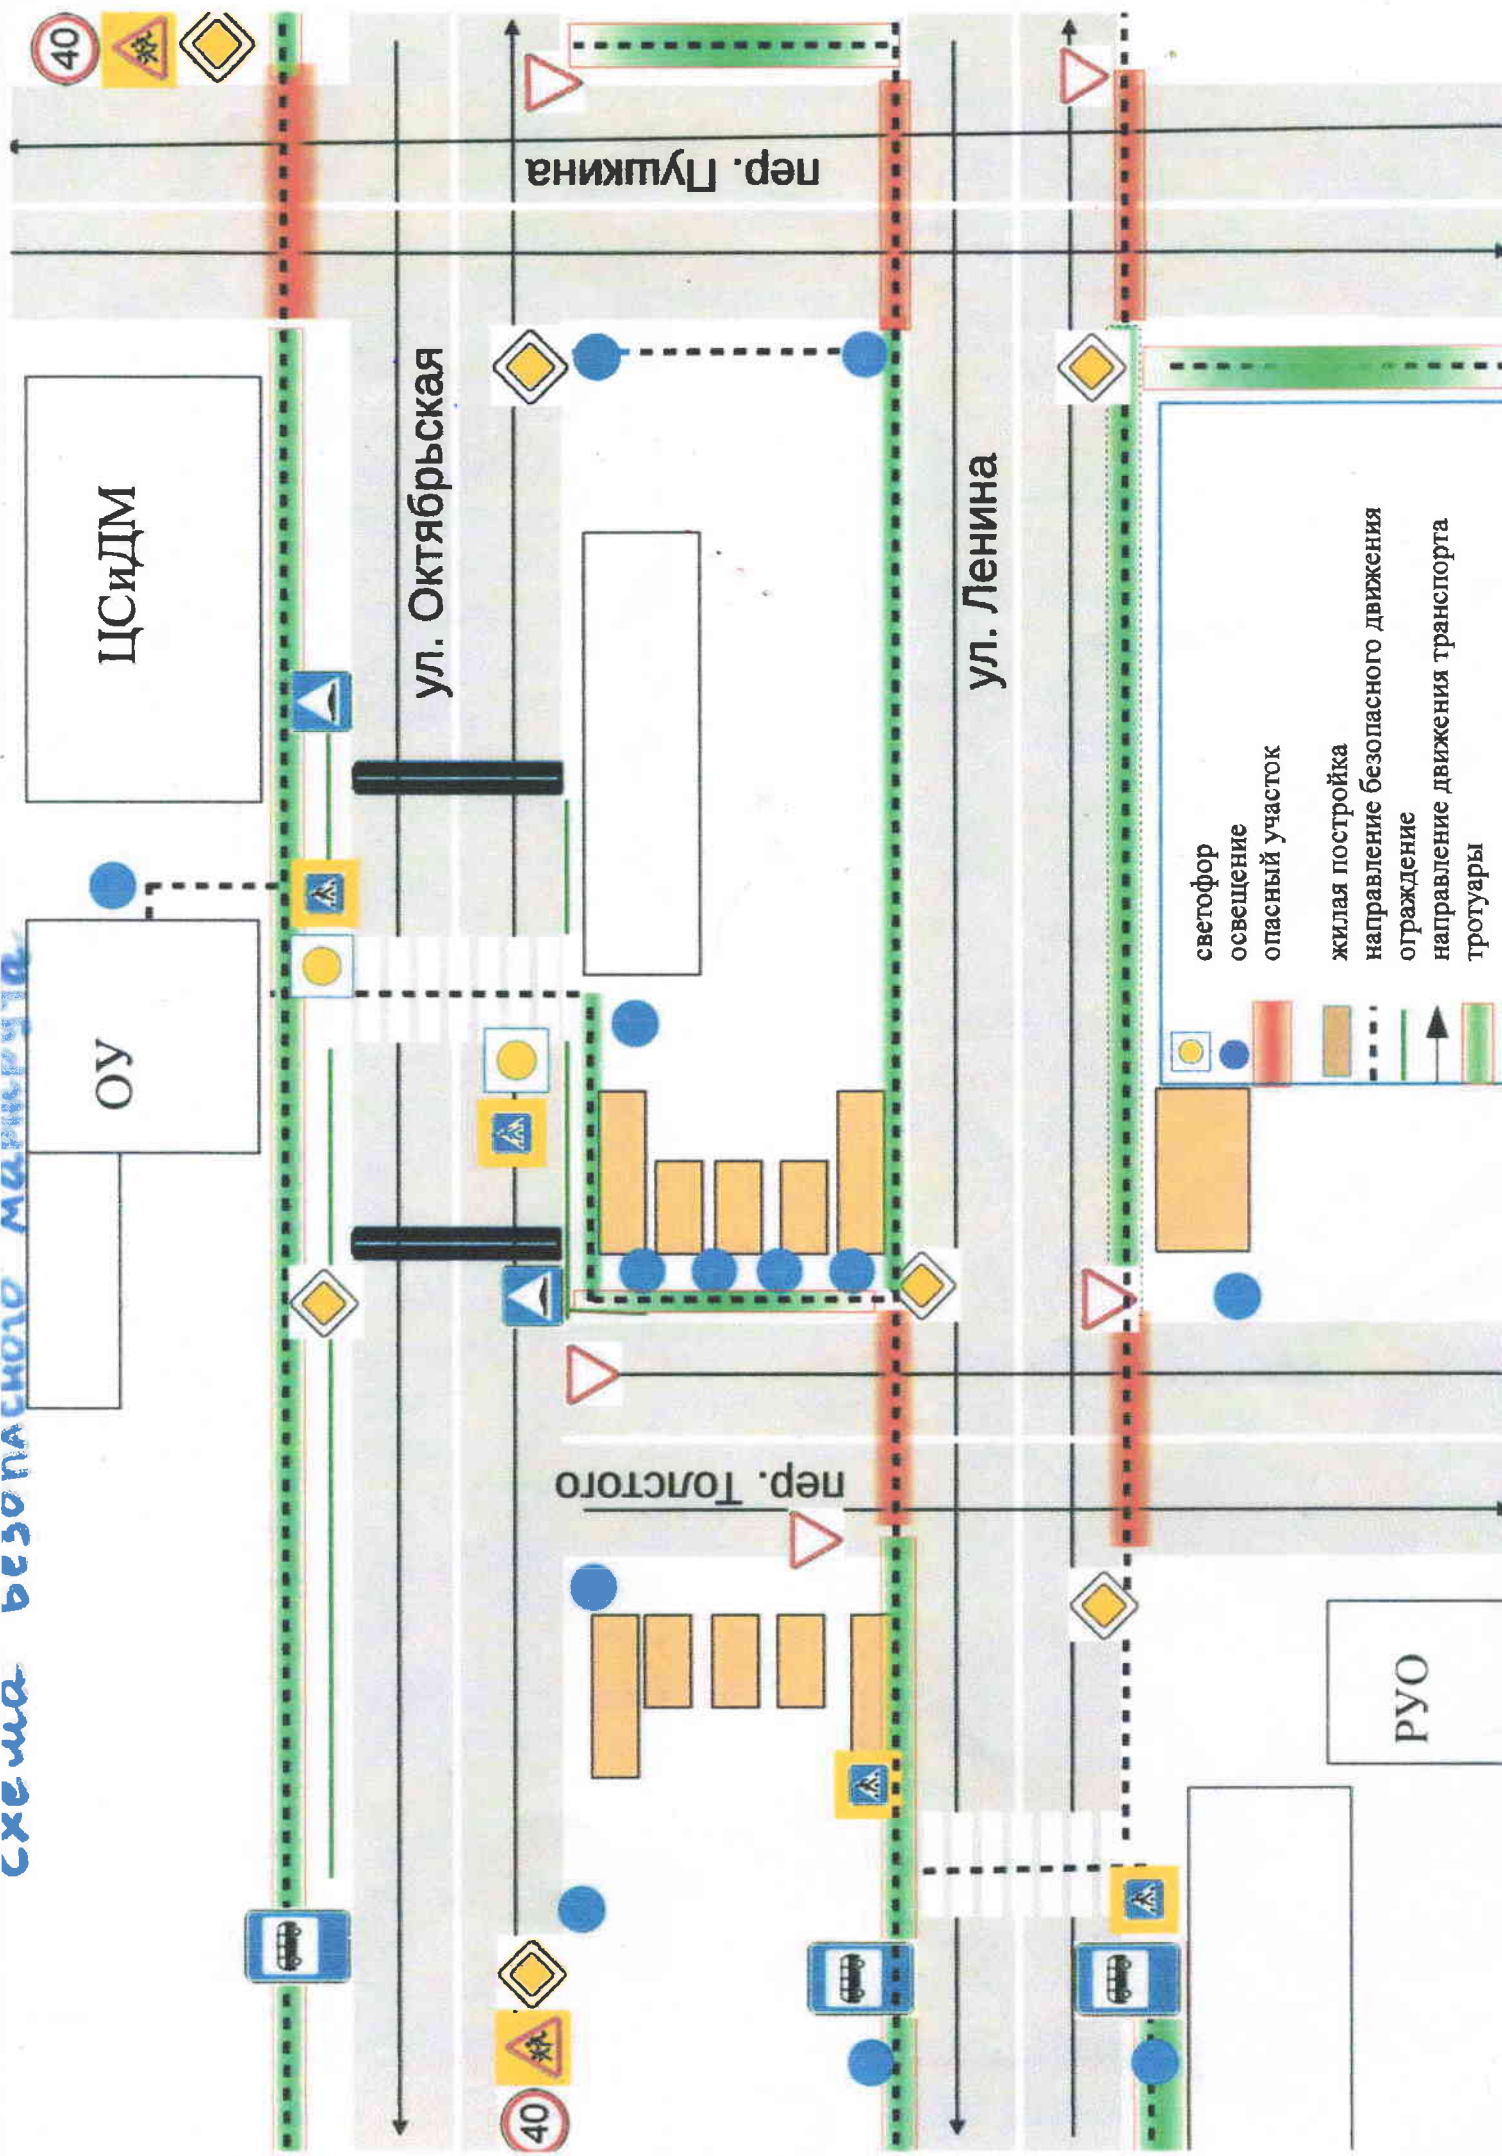 схема безопасного маршрута
ОУ
ЦСиДМ
40
ул. Октябрьская
пер. Пушкина
40
пер. Толстого
ул. Ленина
РУО
светофор
освещение
опасный участок
жилая постройка
направление безопасного движения
ограждение
направление движения транспорта
тротуары